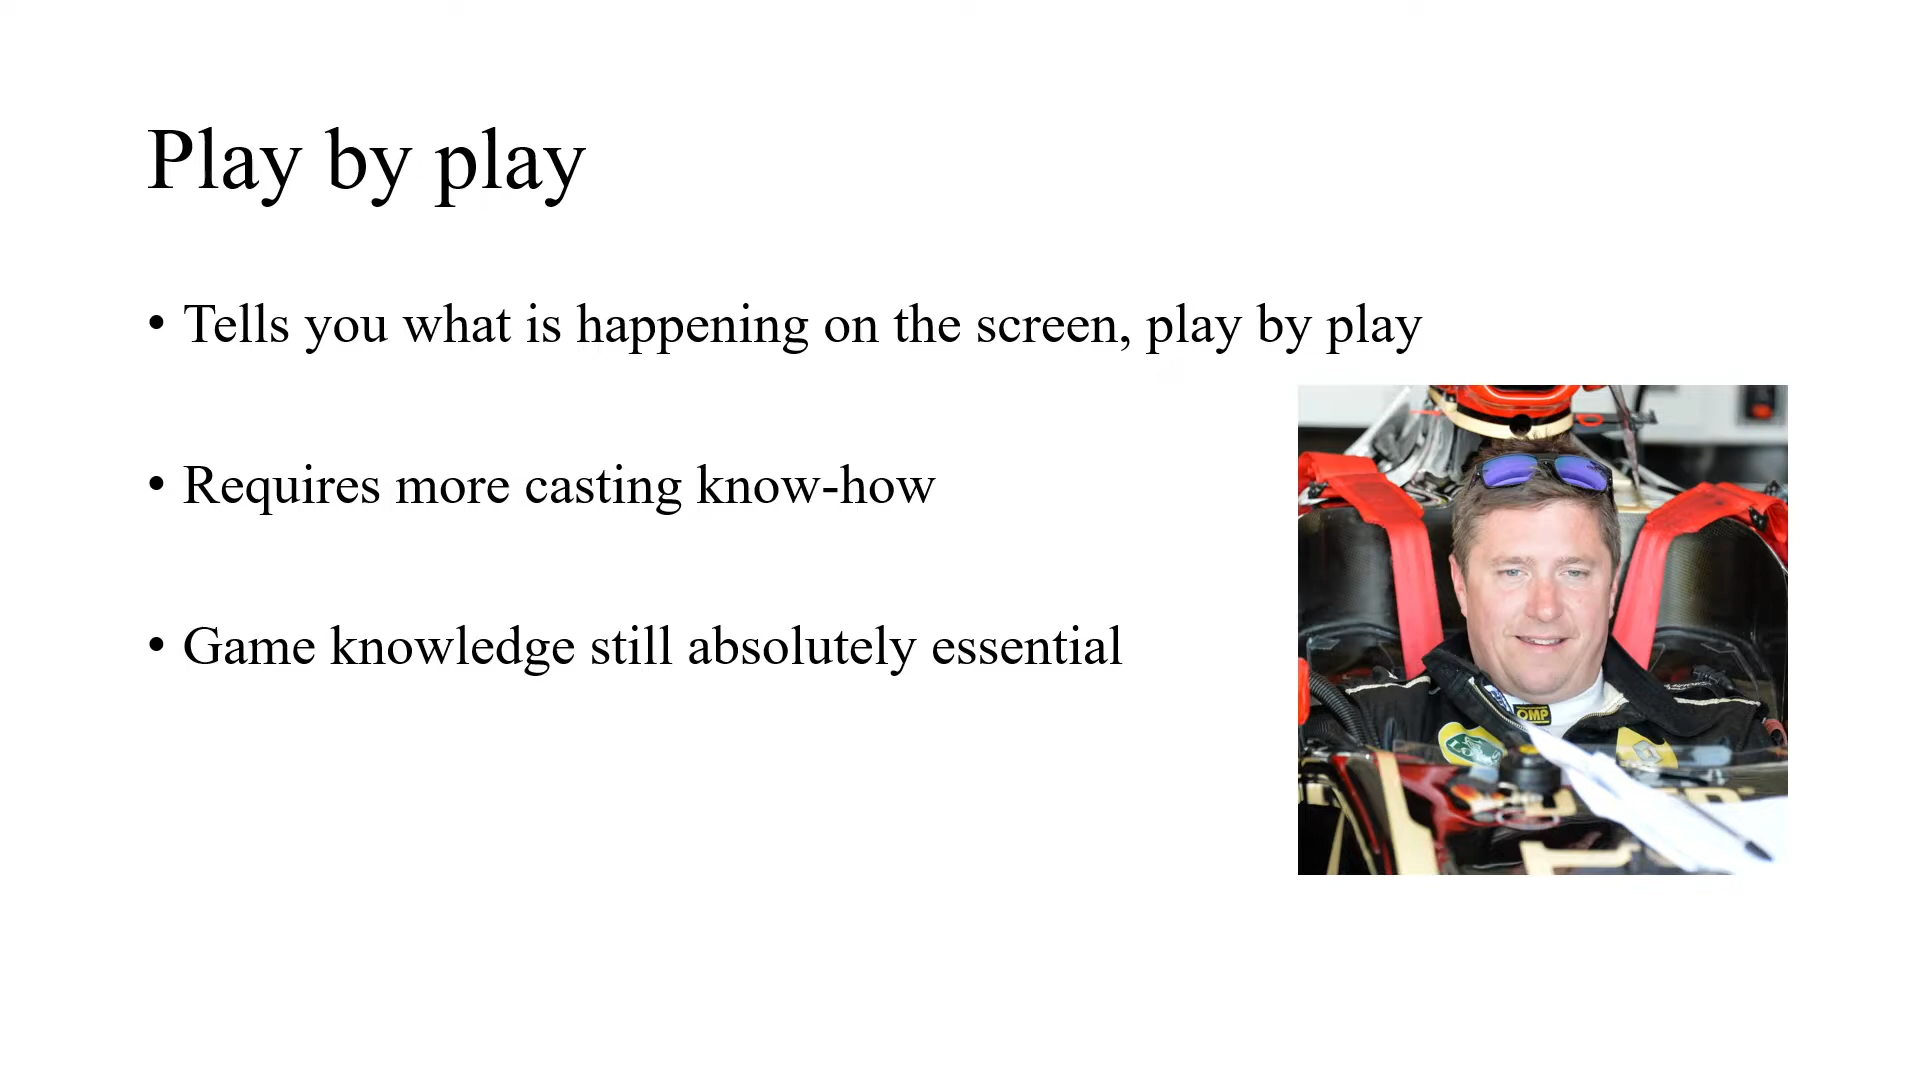 Play by play
• Tells you what is happening on the screen, play by play
• Requires more casting know-how
• Game knowledge still absolutely essential
OMP